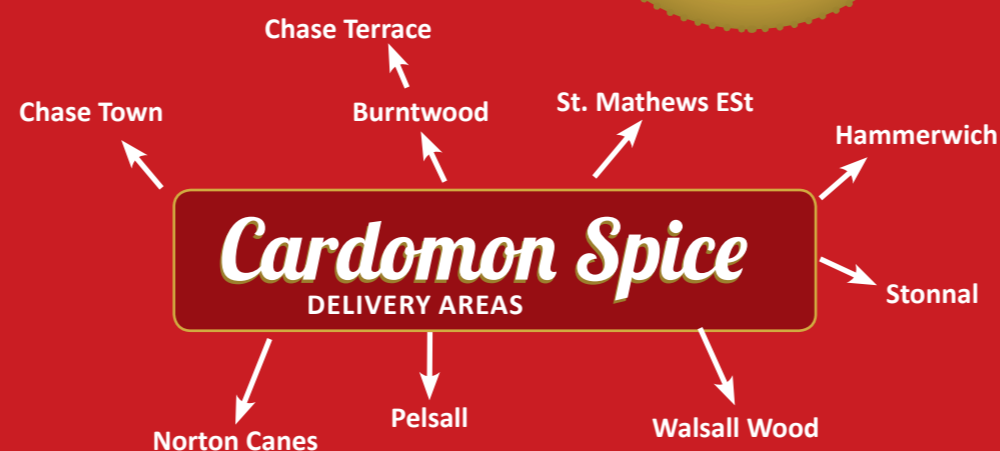 Chase Terrace
Chase Town
Burntwood
St. Mathews ESt
Hammerwich
Cardomon Spice
DELIVERY AREAS
Stonnal
Norton Canes
Pelsall
Walsall Wood